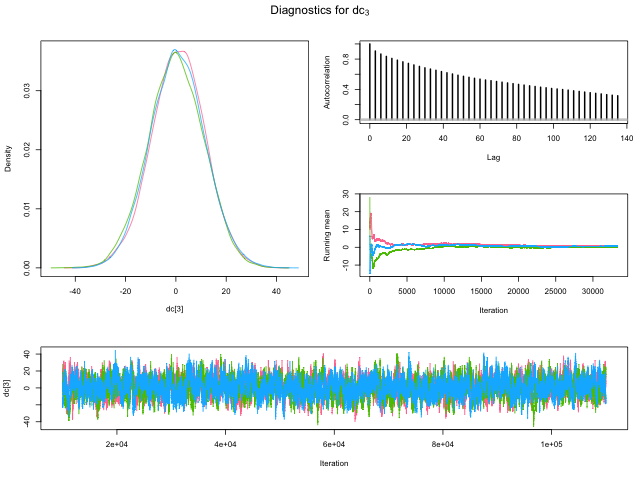 Diagnostics for dc3
Density
0.00 0.01 0.02 0.03
-40 -20 0 20 40
dc[3]
Autocorrelation
0.0 0.4 0.8
0 20 40 60 80 100 120 140
Lag
Running mean
-10 0 10 20 30
0 5000 10000 15000 20000 25000 30000
Iteration
dc[3]
-40 0 20 40
2e+04 4e+04 6e+04 8e+04 1e+05
Iteration